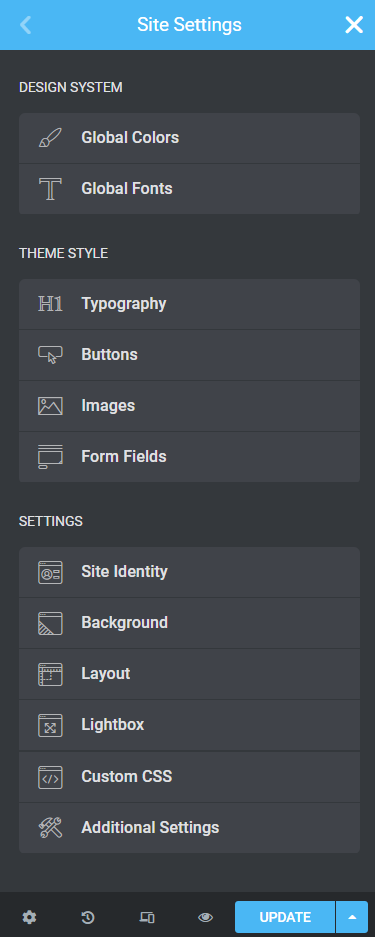 Site Settings
DESIGN SYSTEM
Global Colors
Global Fonts
THEME STYLE
H1 Typography
Buttons
Images
Form Fields
SETTINGS
Site Identity
Background
Layout
Lightbox
</> Custom CSS
Additional Settings
UPDATE